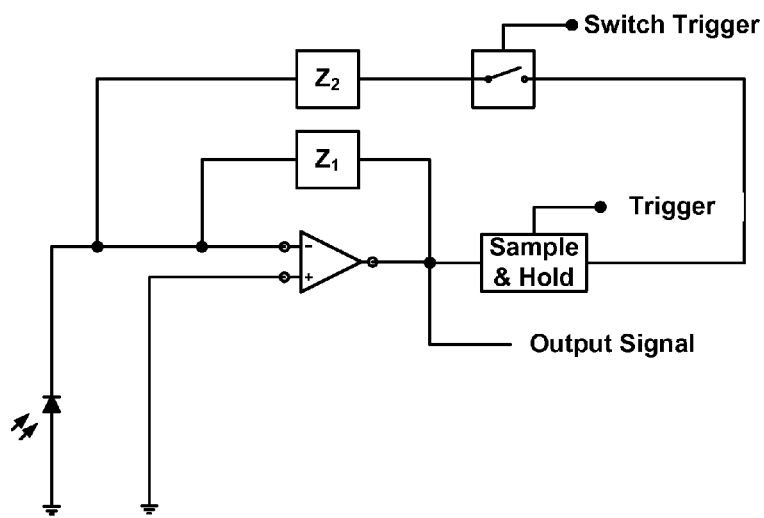 Switch Trigger
Z2
Z1
Trigger
Sample
& Hold
-
+
Output Signal